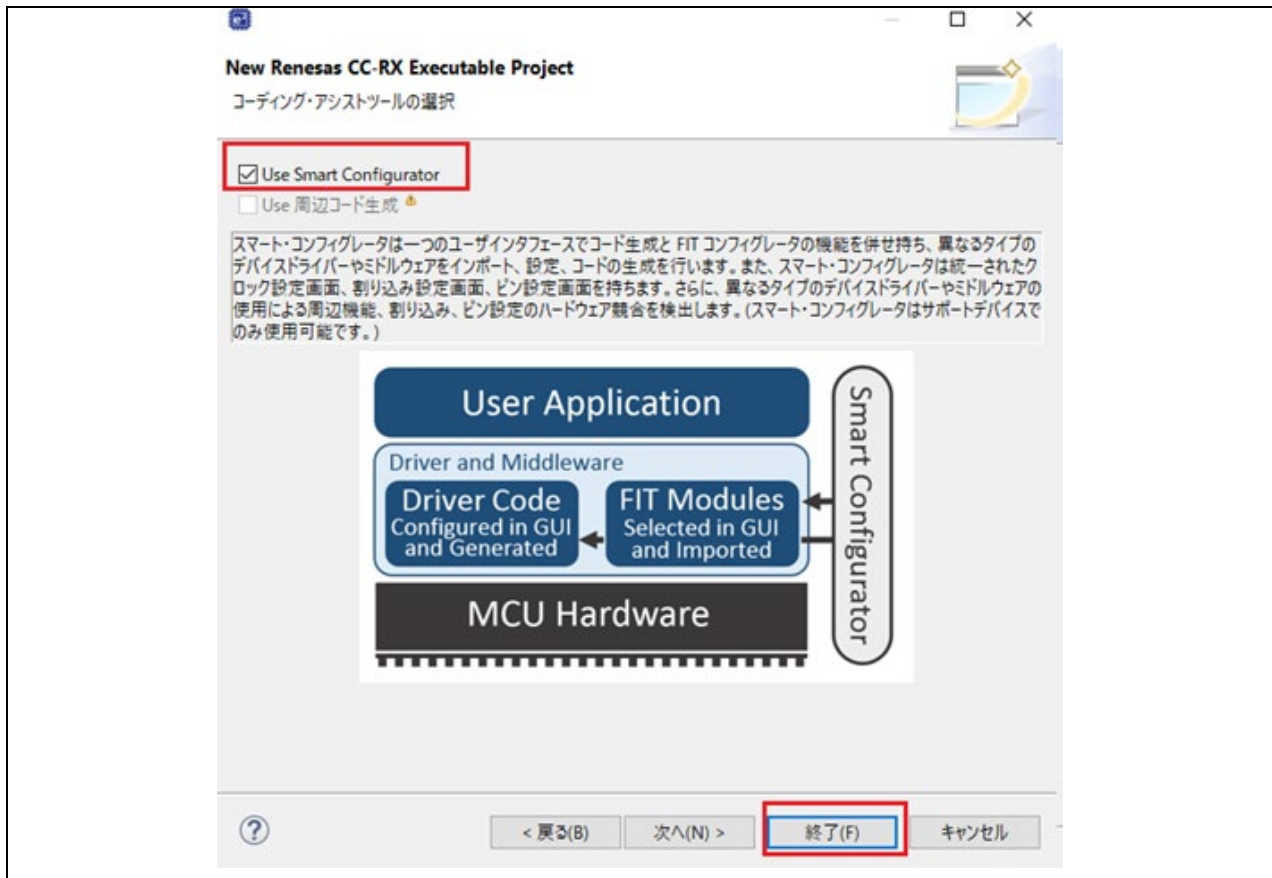 New Renesas CC-RX Executable Project
コーディング・アシストツールの選択
Use Smart Configurator
Use 周辺コード生成
スマート・コンフィグレータは一つのユーザインタフェースでコード生成と FIT コンフィグレータの機能を併せ持ち、異なるタイプの
デバイスドライバーやミドルウェアをインポート、設定、コードの生成を行います。また、スマート・コンフィグレータは統一されたク
ロック設定画面、割り込み設定画面、ピン設定画面を持ちます。さらに、異なるタイプのデバイスドライバーやミドルウェアの
使用による周辺機能、割り込み、ピン設定のハードウェア競合を検出します。(スマート・コンフィグレータはサポートデバイスで
のみ使用可能です。)
User Application
Driver and Middleware
Driver Code
Configured in GUI
and Generated
FIT Modules
Selected in GUI
and Imported
MCU Hardware
Smart Configurator
?
< 戻る(B)
次へ(N) >
終了(F)
キャンセル